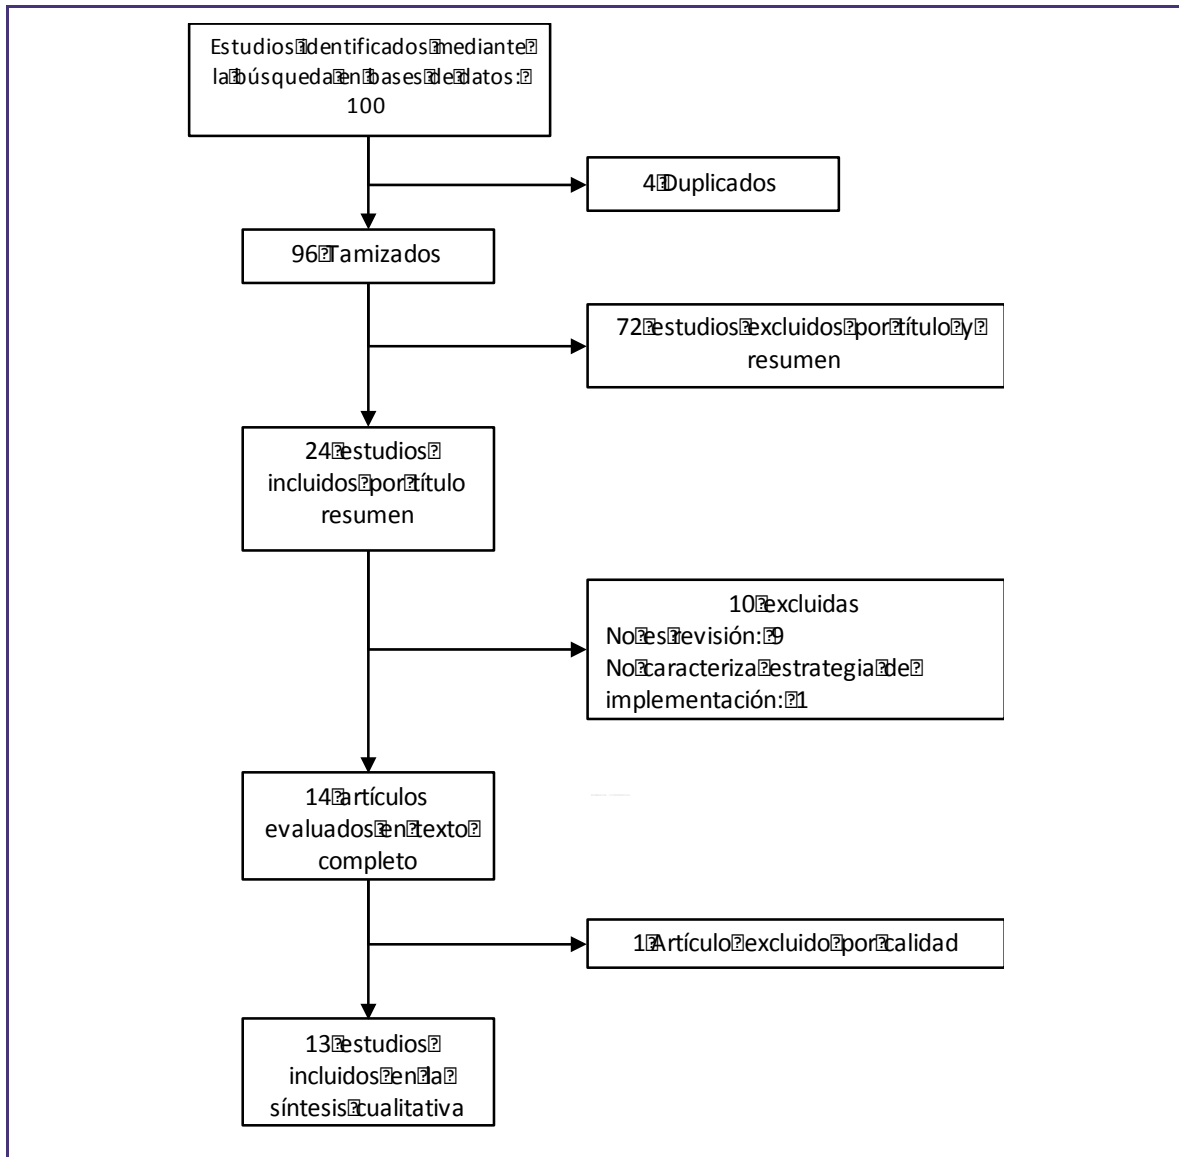 Estudios identificados mediante
la búsqueda en bases de datos:
100
4 Duplicados
96 Tamizados
72 estudios excluidos por título y
resumen
24 estudios
incluidos por título
resumen
10 excluidas
No es revisión: 9
No caracteriza estrategia de
implementación: 1
14 artículos
evaluados en texto
completo
1 Artículo excluido por calidad
13 estudios
incluidos en la
síntesis cualitativa